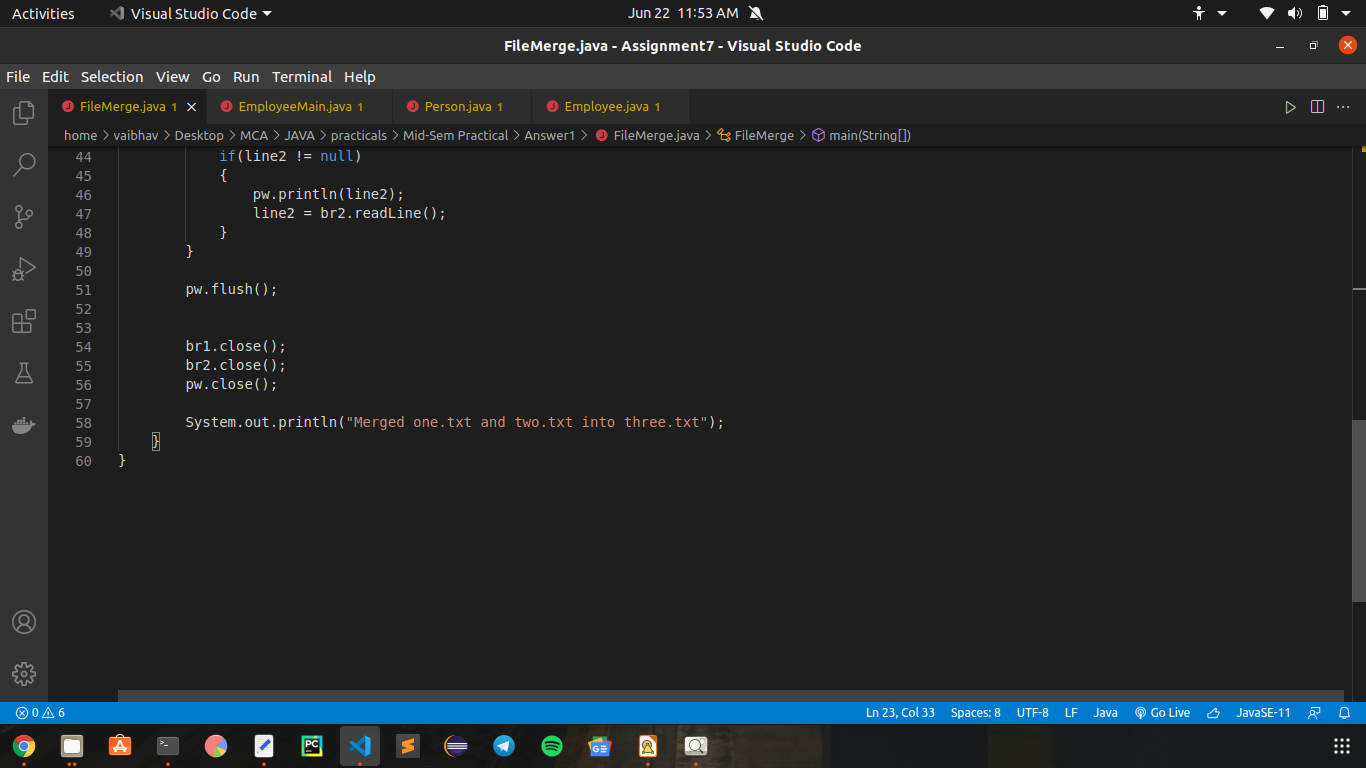 Activities Visual Studio Code Jun 22 11:53 AM
FileMerge.java - Assignment7 - Visual Studio Code
File Edit Selection View Go Run Terminal Help
FileMerge.java 1 EmployeeMain.java 1 Person.java 1 Employee.java 1
home > vaibhav > Desktop > MCA > JAVA > practicals > Mid-Sem Practical > Answer1 > FileMerge.java > FileMerge > main(String[])
44 if(line2 != null)
45 {
46 pw.println(line2);
47 line2 = br2.readLine();
48 }
49 }
50
51 pw.flush();
52
53
54 br1.close();
55 br2.close();
56 pw.close();
57
58 System.out.println("Merged one.txt and two.txt into three.txt");
59 }
60 }
0 6 Ln 23, Col 33 Spaces: 8 UTF-8 LF Java Go Live JavaSE-11
PC
GE